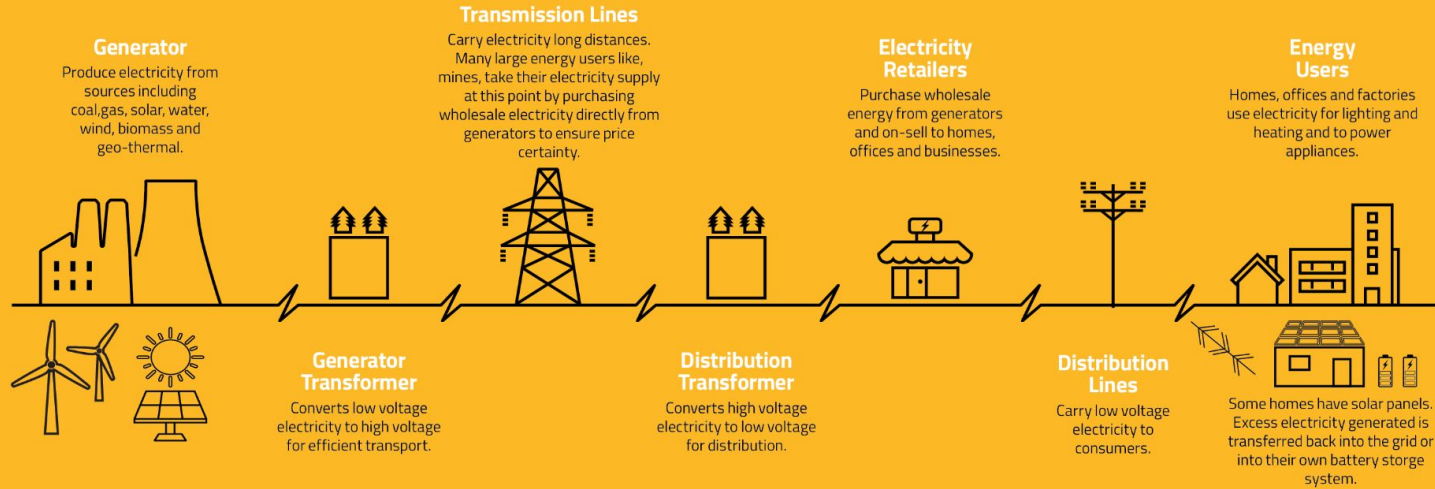 Generator
Produce electricity from
sources including
coal,gas, solar, water,
wind, biomass and
geo-thermal.
Transmission Lines
Carry electricity long distances.
Many large energy users like,
mines, take their electricity supply
at this point by purchasing
wholesale electricity directly from
generators to ensure price
certainty.
Electricity
Retailers
Purchase wholesale
energy from generators
and on-sell to homes,
offices and businesses.
Energy
Users
Homes, offices and factories
use electricity for lighting and
heating and to power
appliances.
Generator
Transformer
Converts low voltage
electricity to high voltage
for efficient transport.
Distribution
Transformer
Converts high voltage
electricity to low voltage
for distribution.
Distribution
Lines
Carry low voltage
electricity to
consumers.
Some homes have solar panels.
Excess electricity generated is
transferred back into the grid or
into their own battery storge
system.